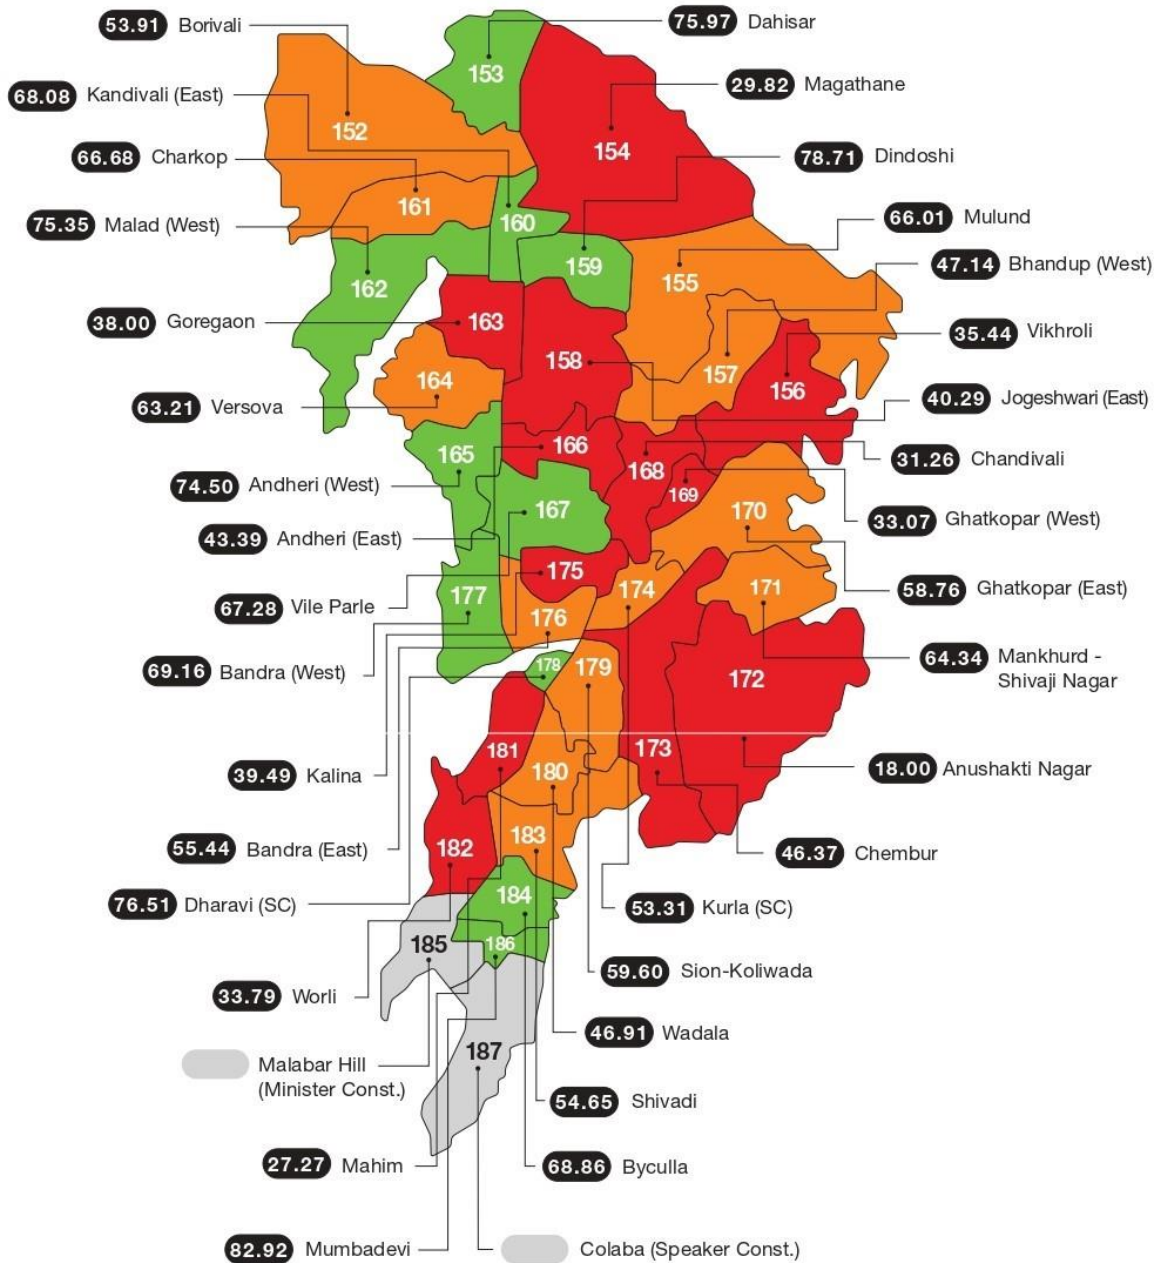 53.91 Borivali
75.97 Dahisar
153
68.08 Kandivali (East)
29.82 Magathane
152
154
66.68 Charkop
78.71 Dindoshi
161
160
75.35 Malad (West)
66.01 Mulund
159
47.14 Bhandup (West)
162
155
38.00 Goregaon
163
35.44 Vikhroli
158
164
157
156
63.21 Versova
40.29 Jogeshwari (East)
166
165
168
31.26 Chandivali
169
74.50 Andheri (West)
167
170
33.07 Ghatkopar (West)
43.39 Andheri (East)
175
174
171
58.76 Ghatkopar (East)
177
67.28 Vile Parle
176
69.16 Bandra (West)
178
179
172
64.34 Mankhurd -
Shivaji Nagar
181
173
39.49 Kalina
180
18.00 Anushakti Nagar
182
183
55.44 Bandra (East)
46.37 Chembur
184
76.51 Dharavi (SC)
53.31 Kurla (SC)
185
186
59.60 Sion-Koliwada
33.79 Worli
46.91 Wadala
187
Malabar Hill
(Minister Const.)
54.65 Shivadi
27.27 Mahim
68.86 Byculla
82.92 Mumbadevi
Colaba (Speaker Const.)